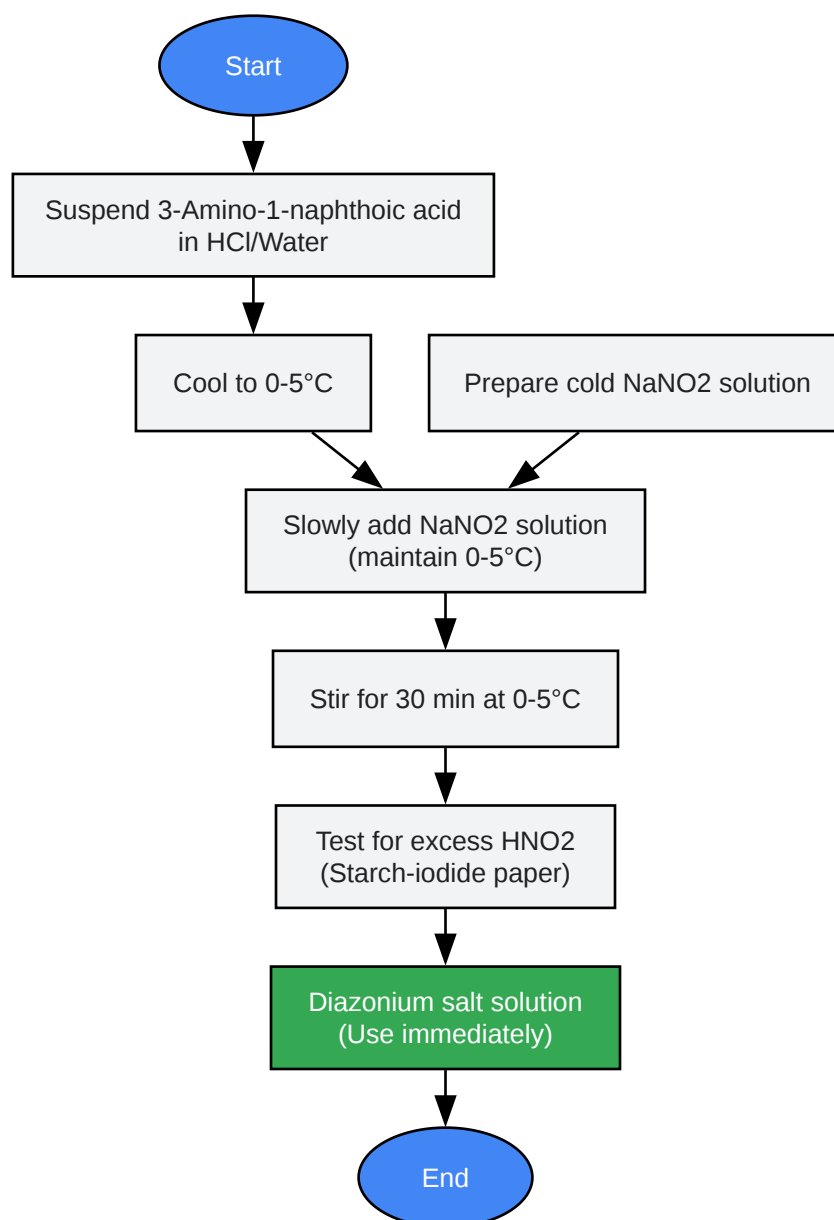 Start
Suspend 3-Amino-1-naphthoic acid
in HCl/Water
Cool to 0-5°C
Prepare cold NaNO2 solution
Slowly add NaNO2 solution
(maintain 0-5°C)
Stir for 30 min at 0-5°C
Test for excess HNO2
(Starch-iodide paper)
Diazonium salt solution
(Use immediately)
End